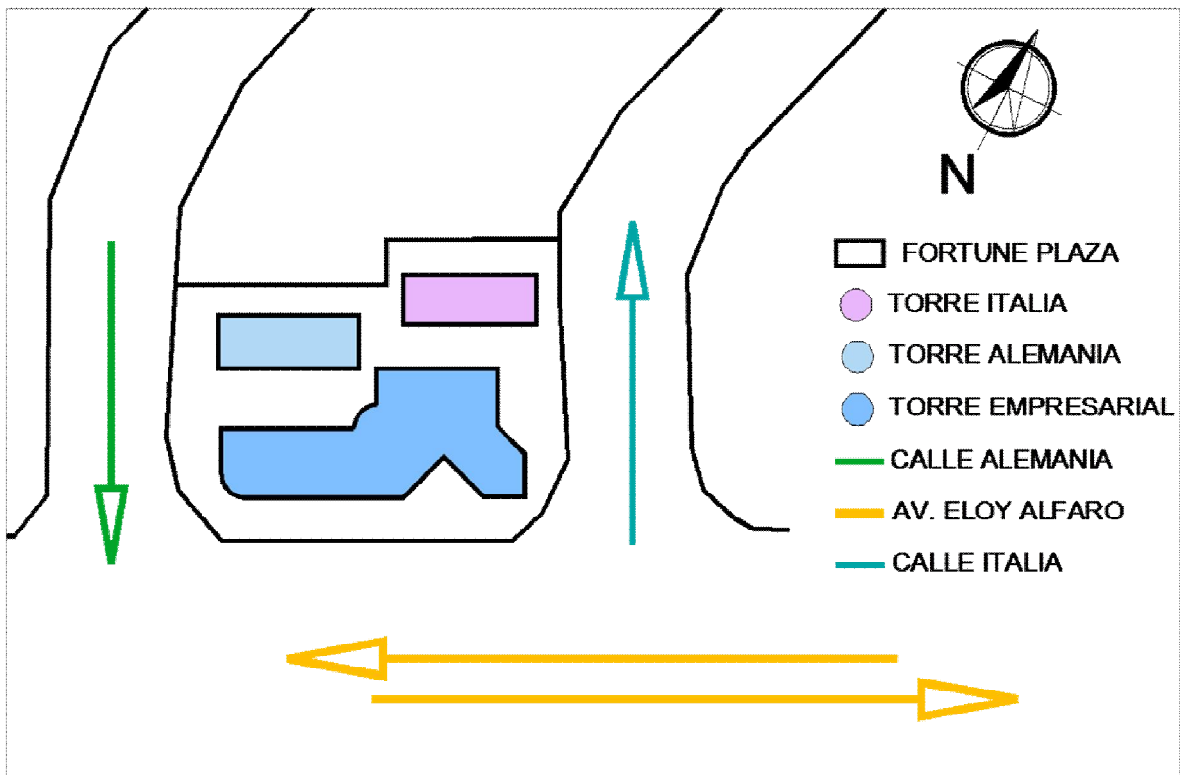 N
FORTUNE PLAZA
TORRE ITALIA
TORRE ALEMANIA
TORRE EMPRESARIAL
CALLE ALEMANIA
AV. ELOY ALFARO
CALLE ITALIA